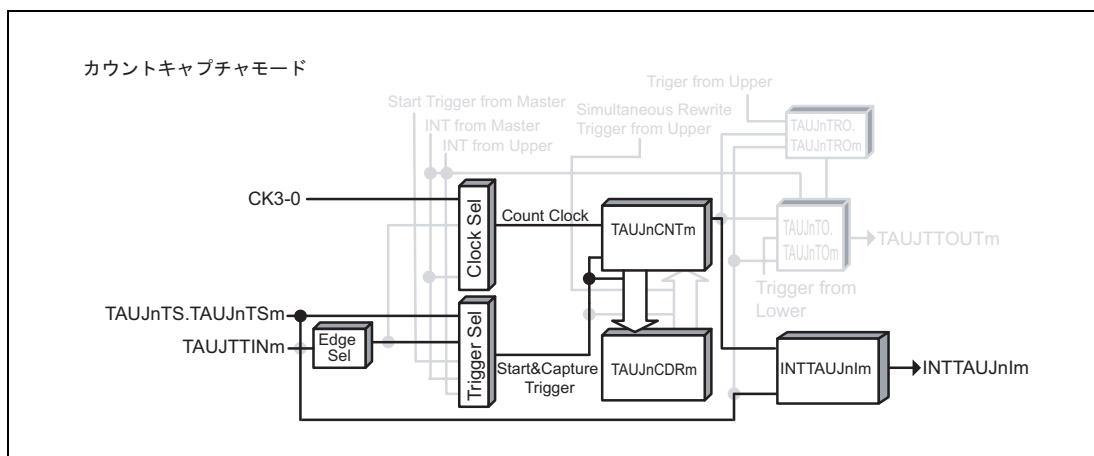 カウントキャプチャモード
Triger from Upper
Start Trigger from Master
Simultaneous Rewrite
Trigger from Upper
INT from Master
INT from Upper
TAUJnTRO.
TAUJnTROm
CK3-0
Clock Sel
Count Clock
TAUJnCNTm
TAUJnTO.
TAUJnTOm
TAUJTTOUTm
Trigger from
Lower
TAUJnTS.TAUJnTSm
TAUJTTINm
Edge
Sel
Trigger Sel
Start&Capture
Trigger
TAUJnCDRm
INTTAUJnIm
INTTAUJnIm